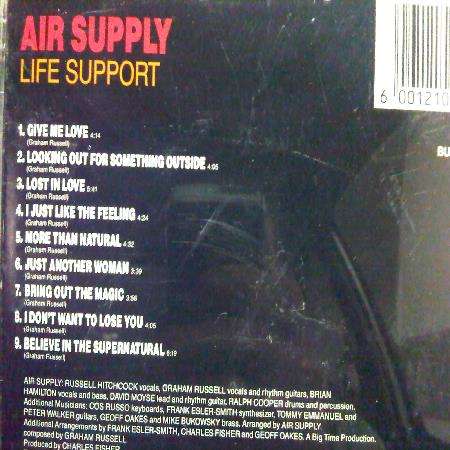 AIR SUPPLY
LIFE SUPPORT
6 001210
BU
1. GIVE ME LOVE 4:14
(Graham Russell)
2. LOOKING OUT FOR SOMETHING OUTSIDE 4:05
(Graham Russell)
3. LOST IN LOVE 5:41
(Graham Russell)
4. I JUST LIKE THE FEELING 4:24
(Graham Russell)
5. MORE THAN NATURAL 4:32
(Graham Russell)
6. JUST ANOTHER WOMAN 5:39
(Graham Russell)
7. BRING OUT THE MAGIC 3:56
(Graham Russell)
8. I DON'T WANT TO LOSE YOU 4:05
(Graham Russell)
9. BELIEVE IN THE SUPERNATURAL 6:19
(Graham Russell)
AIR SUPPLY: RUSSELL HITCHCOCK vocals, GRAHAM RUSSELL vocals and rhythm guitars, BRIAN
HAMILTON vocals and bass, DAVID MOYSE lead and rhythm guitar, RALPH COOPER drums and percussion.
Additional Musicians: COS RUSSO keyboards, FRANK ESLER-SMITH synthesizer, TOMMY EMMANUEL and
PETER WALKER guitars, GEOFF OAKES and MIKE BUKOWSKY brass. Arranged by AIR SUPPLY
Additional Arrangements by FRANK ESLER-SMITH, CHARLES FISHER and GEOFF OAKES. A Big Time Production.
composed by GRAHAM RUSSELL
Produced by CHARLES FISHER